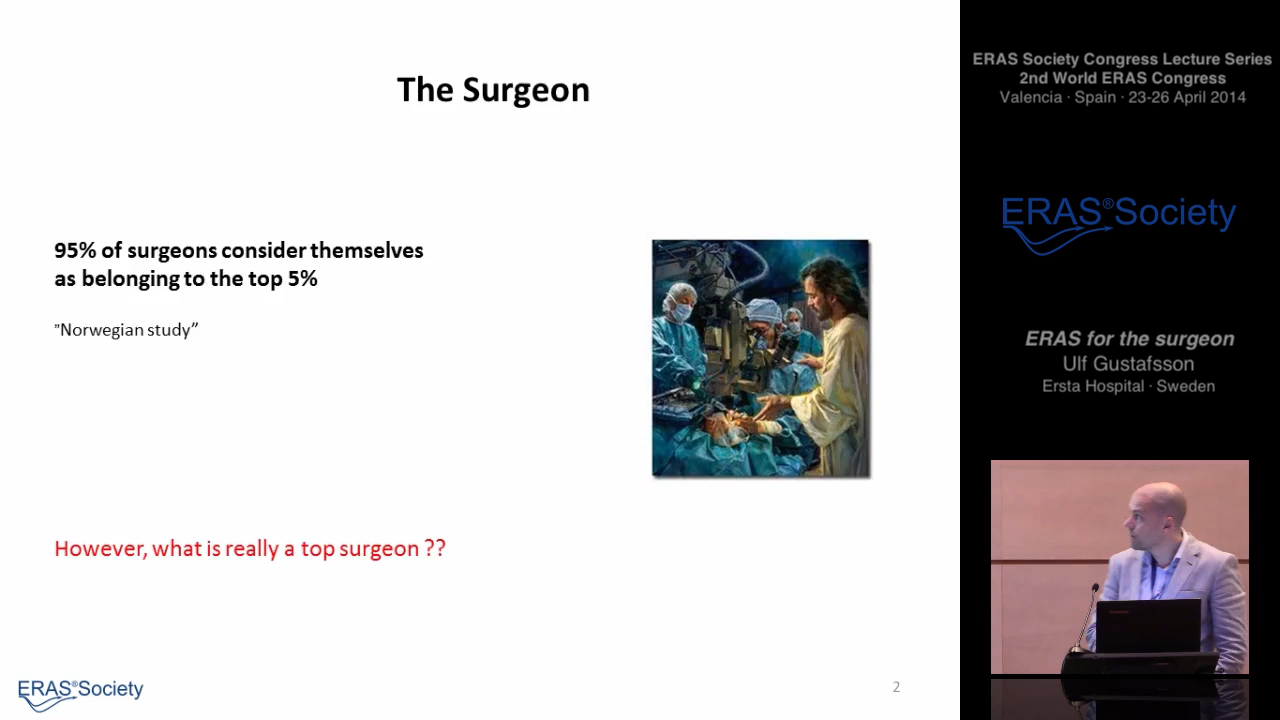 The Surgeon
95% of surgeons consider themselves
as belonging to the top 5%
"Norwegian study”
However, what is really a top surgeon ??
ERAS®Society
2
ERAS Society Congress Lecture Series
2nd World ERAS Congress
Valencia · Spain · 23-26 April 2014
ERAS®Society
ERAS for the surgeon
Ulf Gustafsson
Ersta Hospital · Sweden